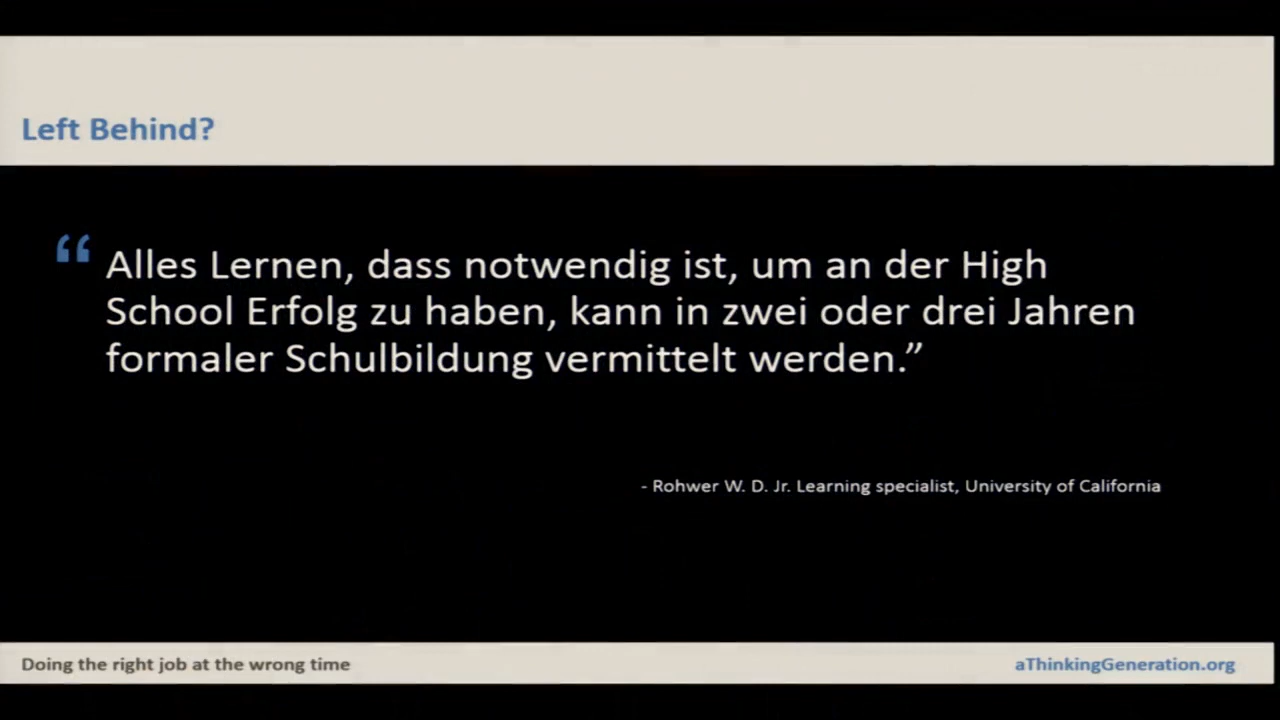 Left Behind?
“ Alles Lernen, dass notwendig ist, um an der High
School Erfolg zu haben, kann in zwei oder drei Jahren
formaler Schulbildung vermittelt werden.”
- Rohwer W. D. Jr. Learning specialist, University of California
Doing the right job at the wrong time
aThinkingGeneration.org